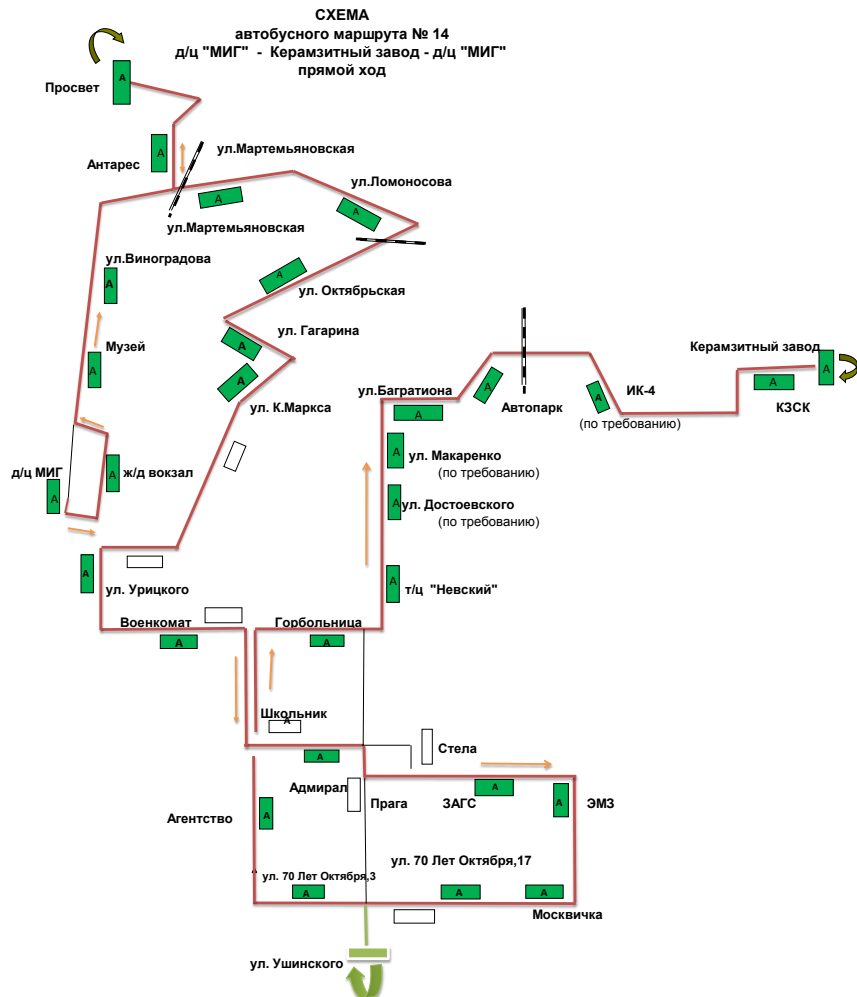 СХЕМА
автобусного маршрута № 14
д/ц "МИГ" - Керамзитный завод - д/ц "МИГ"
прямой ход
А
Просвет
А
Антарес
ул.Мартемьяновская
А
ул.Мартемьяновская
ул.Ломоносова
А
ул.Виноградова
А
А
ул. Октябрьская
Музей
А
ул. Гагарина
А
А
ул. К.Маркса
Керамзитный завод
А
А
КЗСК
ИК-4
А
(по требованию)
А
Автопарк
ул.Багратиона
А
А
ул. Макаренко
(по требованию)
А
ул. Достоевского
(по требованию)
д/ц МИГ
А
А
ж/д вокзал
А
ул. Урицкого
А
т/ц "Невский"
Военкомат
А
Горбольница
А
Школьник
А
Стела
А
Адмирал
Прага
ЗАГС
А
А
ЭМЗ
Агентство
А
ул. 70 Лет Октября,17
ул. 70 Лет Октября,3
А
А
А
Москвичка
ул. Ушинского